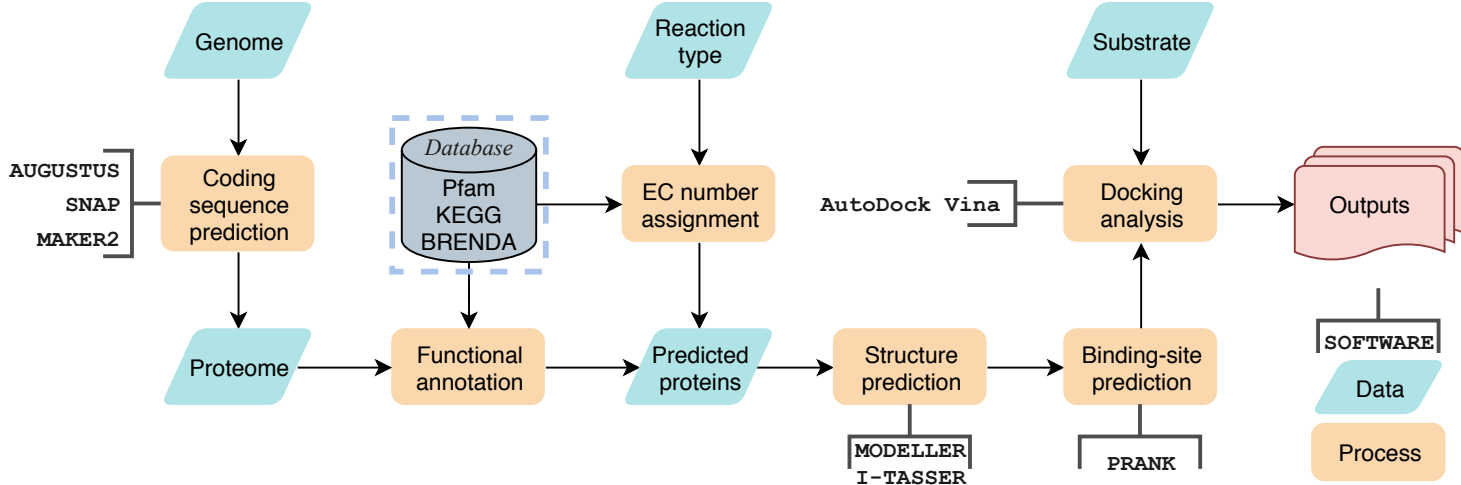 Genome
Reaction
type
Substrate
AUGUSTUS
SNAP
MAKER2
Coding
sequence
prediction
Database
Pfam
KEGG
BRENDA
EC number
assignment
AutoDock Vina
Docking
analysis
Outputs
Proteome
Functional
annotation
Predicted
proteins
Structure
prediction
MODELLER
I-TASSER
Binding-site
prediction
PRANK
SOFTWARE
Data
Process